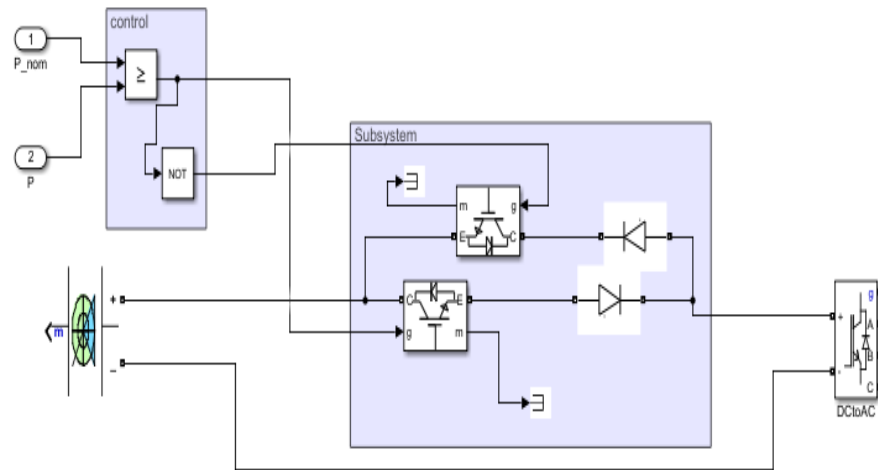 control
1
P_nom
≥
2
P
NOT
Subsystem
m
g
E
C
C
E
g
m
m
+
–
g
+
A
B
-
C
DCtoAC